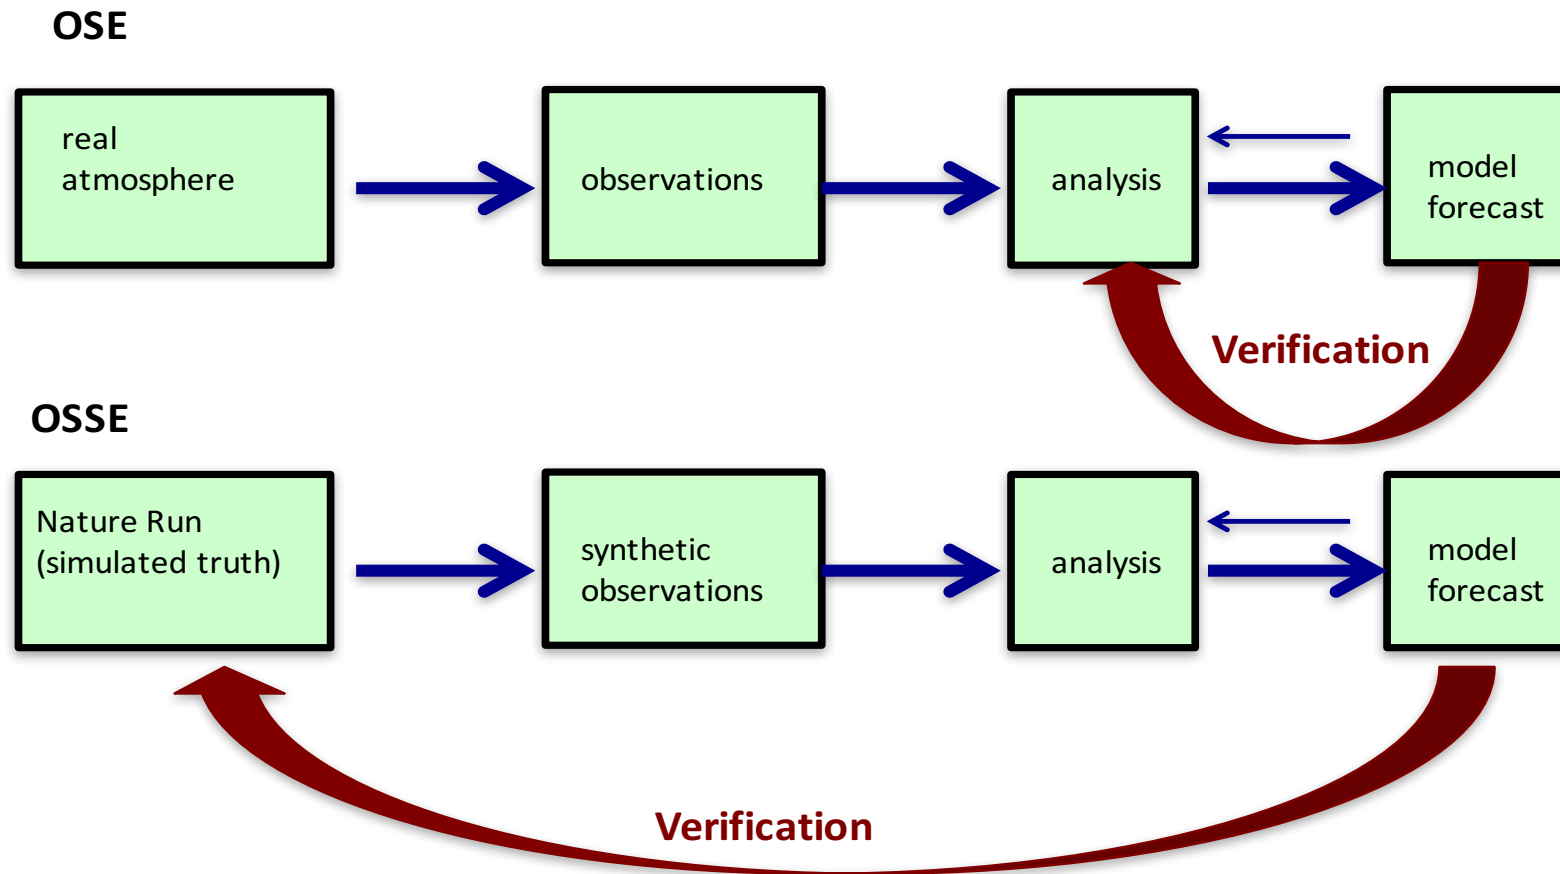 OSE
real
atmosphere
observations
analysis
model
forecast
Verification
OSSE
Nature Run
(simulated truth)
synthetic
observations
analysis
model
forecast
Verification